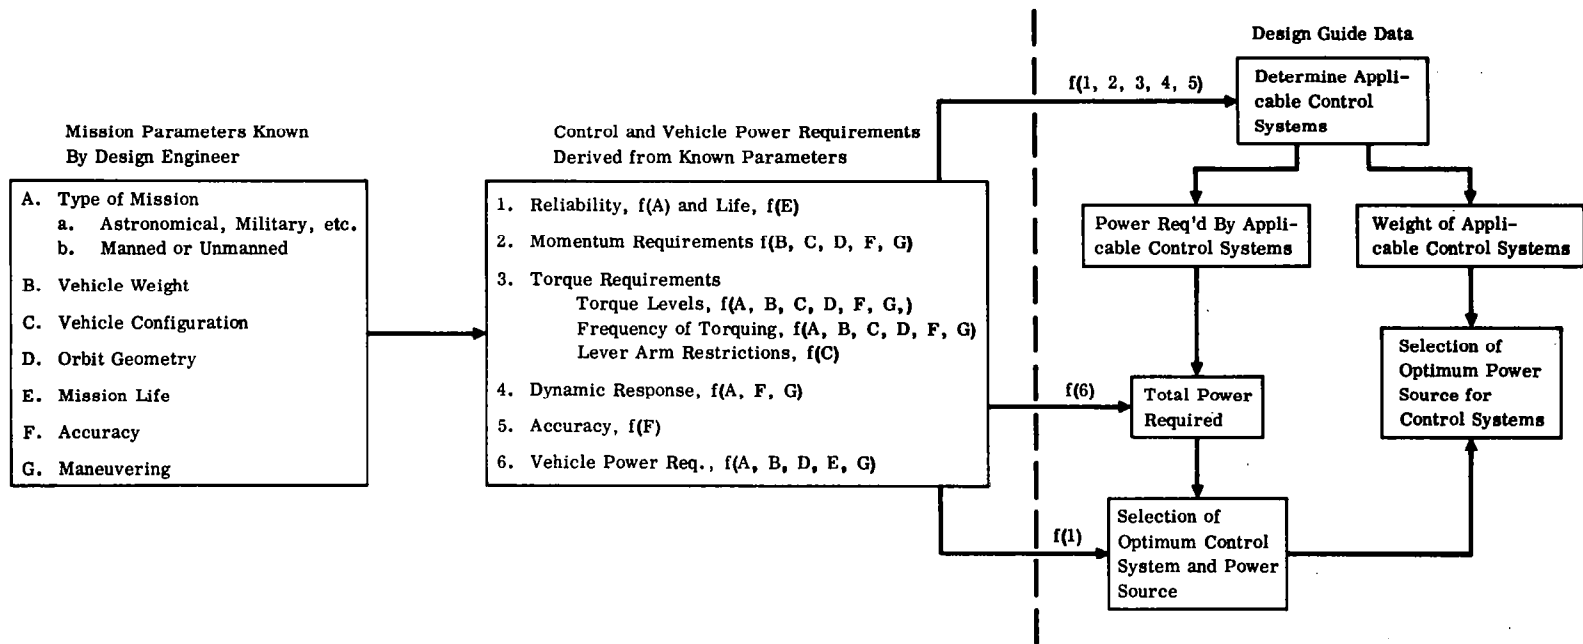 Mission Parameters Known
By Design Engineer
A. Type of Mission
a. Astronomical, Military, etc.
b. Manned or Unmanned
B. Vehicle Weight
C. Vehicle Configuration
D. Orbit Geometry
E. Mission Life
F. Accuracy
G. Maneuvering
Control and Vehicle Power Requirements
Derived from Known Parameters
1. Reliability, f(A) and Life, f(E)
2. Momentum Requirements f(B, C, D, F, G)
3. Torque Requirements
Torque Levels, f(A, B, C, D, F, G,)
Frequency of Torquing, f(A, B, C, D, F, G)
Lever Arm Restrictions, f(C)
4. Dynamic Response, f(A, F, G)
5. Accuracy, f(F)
6. Vehicle Power Req., f(A, B, D, E, G)
Design Guide Data
f(1, 2, 3, 4, 5)
Determine Appli-
cable Control
Systems
Power Req'd By Appli-
cable Control Systems
Weight of Appli-
cable Control Systems
f(6)
Total Power
Required
Selection of
Optimum Power
Source for
Control Systems
f(1)
Selection of
Optimum Control
System and Power
Source